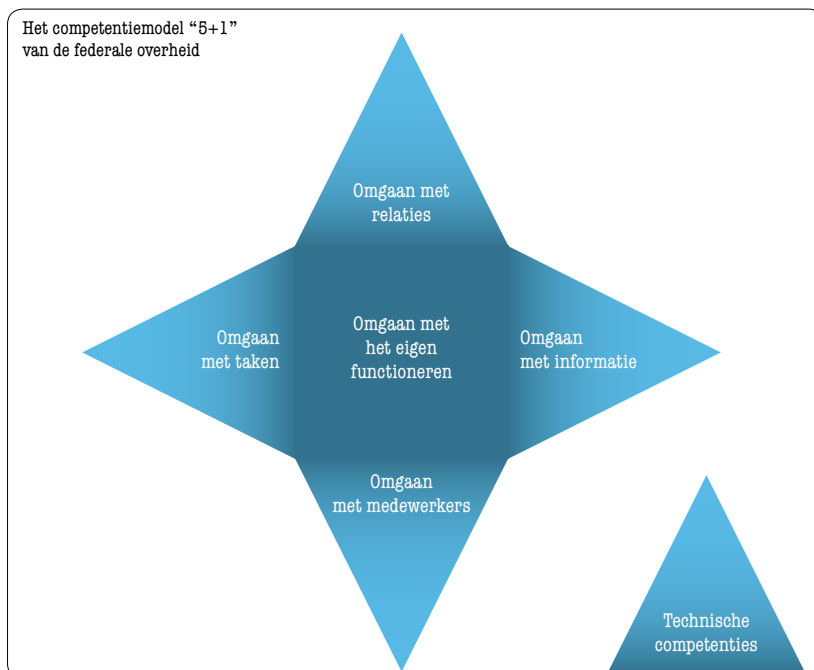 Het competentiemodel “5+1”
van de federale overheid
Omgaan met
relaties
Omgaan
met taken
Omgaan met
het eigen
functioneren
Omgaan
met informatie
Omgaan
met medewerkers
Technische
competenties